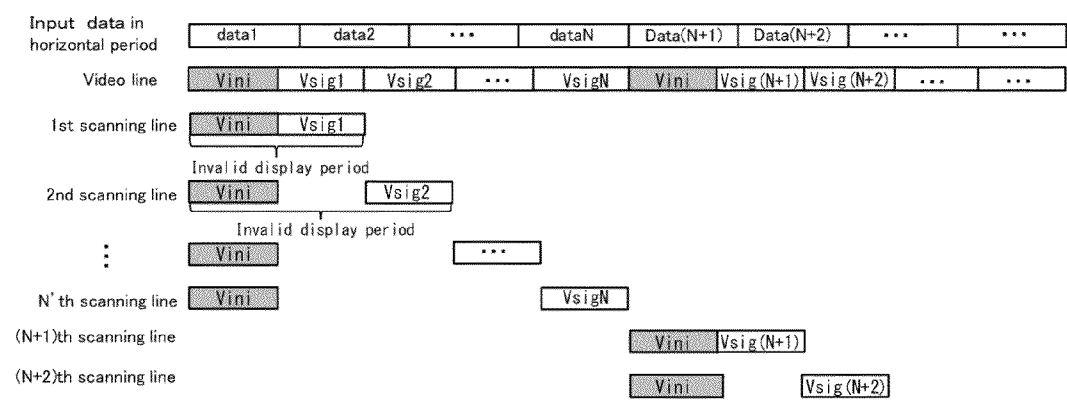 Input data in
horizontal period
data1 data2 ... dataN Data(N+1) Data(N+2) ... ...
Video line Vini Vsig1 Vsig2 ... VsigN Vini Vsig(N+1) Vsig(N+2) ... ...
1st scanning line Vini Vsig1
Invalid display period
2nd scanning line Vini Vsig2
Invalid display period
⋮ Vini ...
N'th scanning line Vini VsigN
(N+1)th scanning line Vini Vsig(N+1)
(N+2)th scanning line Vini Vsig(N+2)